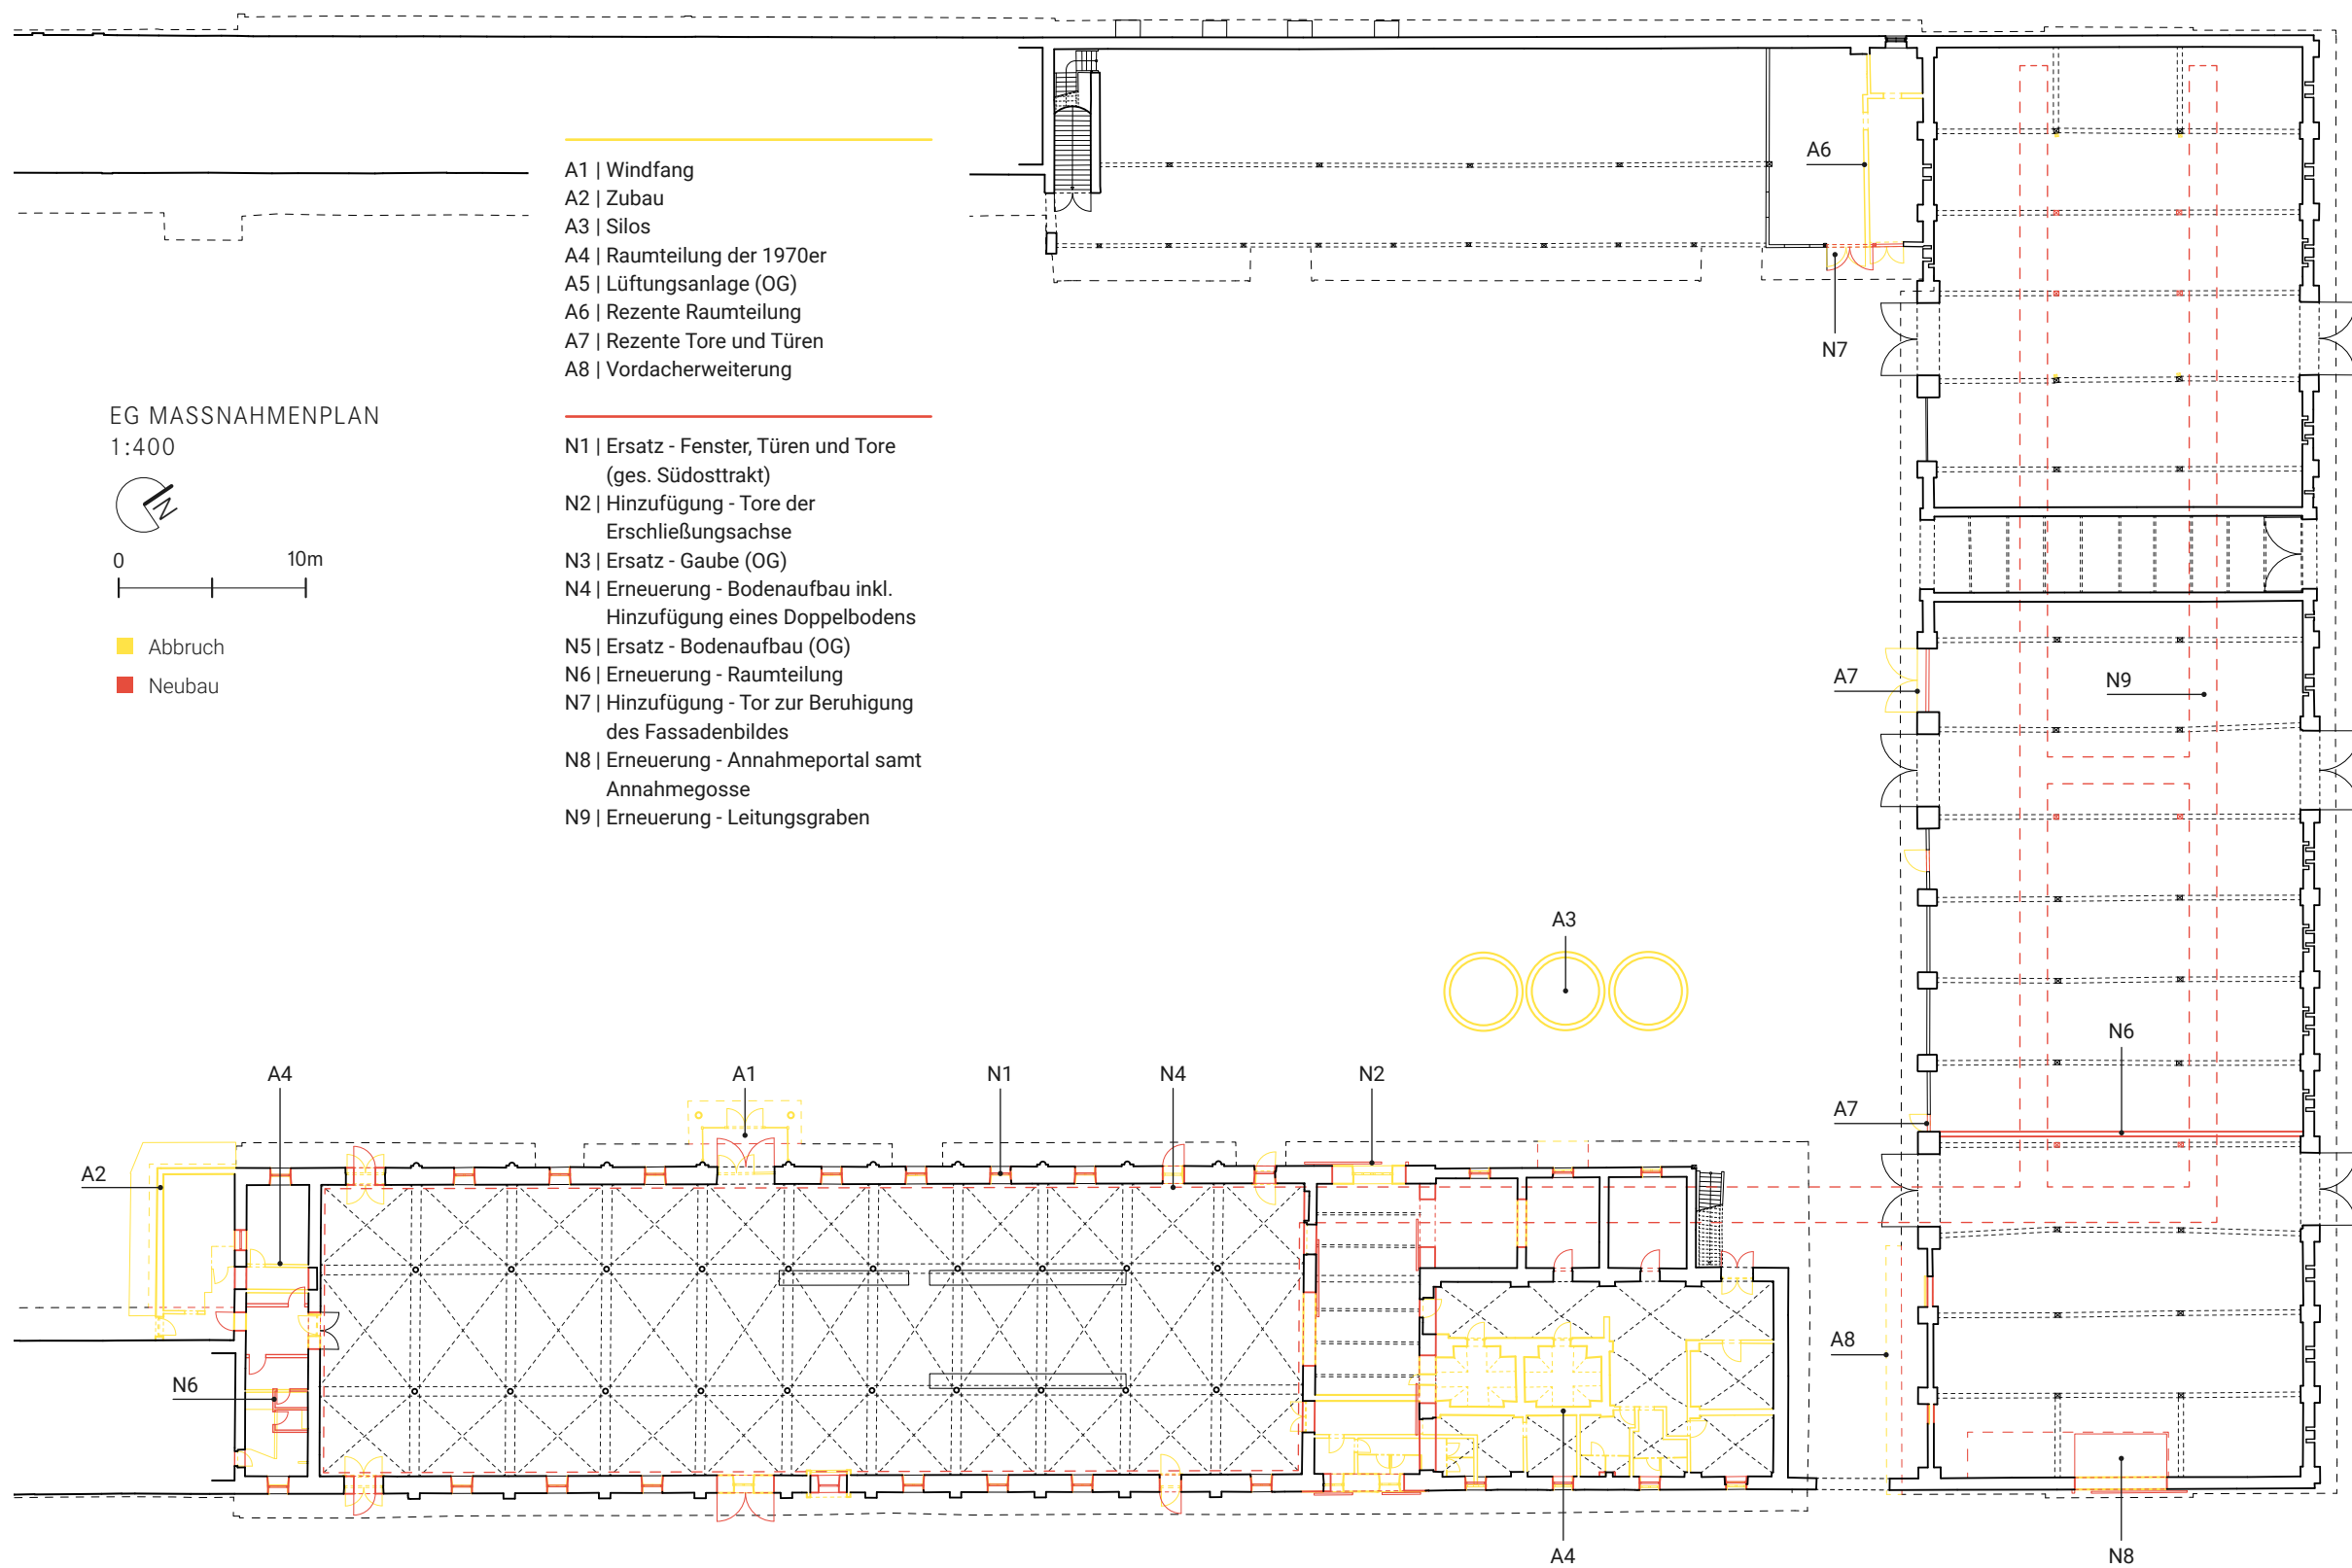 A1 | Windfang
A2 | Zubau
A3 | Silos
A4 | Raumteilung der 1970er
A5 | Lüftungsanlage (OG)
A6 | Rezente Raumteilung
A7 | Rezente Tore und Türen
A8 | Vordacherweiterung
EG MASSNAHMENPLAN
1:400
N
0 10m
Abbruch
Neubau
N1 | Ersatz - Fenster, Türen und Tore
(ges. Südosttrakt)
N2 | Hinzufügung - Tore der
Erschließungsachse
N3 | Ersatz - Gaube (OG)
N4 | Erneuerung - Bodenaufbau inkl.
Hinzufügung eines Doppelbodens
N5 | Ersatz - Bodenaufbau (OG)
N6 | Erneuerung - Raumteilung
N7 | Hinzufügung - Tor zur Beruhigung
des Fassadenbildes
N8 | Erneuerung - Annahmeportal samt
Annahmegosse
N9 | Erneuerung - Leitungsgraben
A6
N7
A7
N9
A3
N6
A7
A4
A1
N1
N4
N2
A2
A8
N6
A4
N8